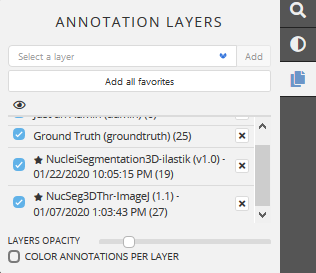 ANNOTATION LAYERS
Select a layer
Add
Add all favorites
Ground Truth (groundtruth) (25)
NucleiSegmentation3D-ilastik (v1.0) -
01/22/2020 10:05:15 PM (19)
NucSeg3DThr-ImageJ (1.1) -
01/07/2020 1:03:43 PM (27)
LAYERS OPACITY
COLOR ANNOTATIONS PER LAYER